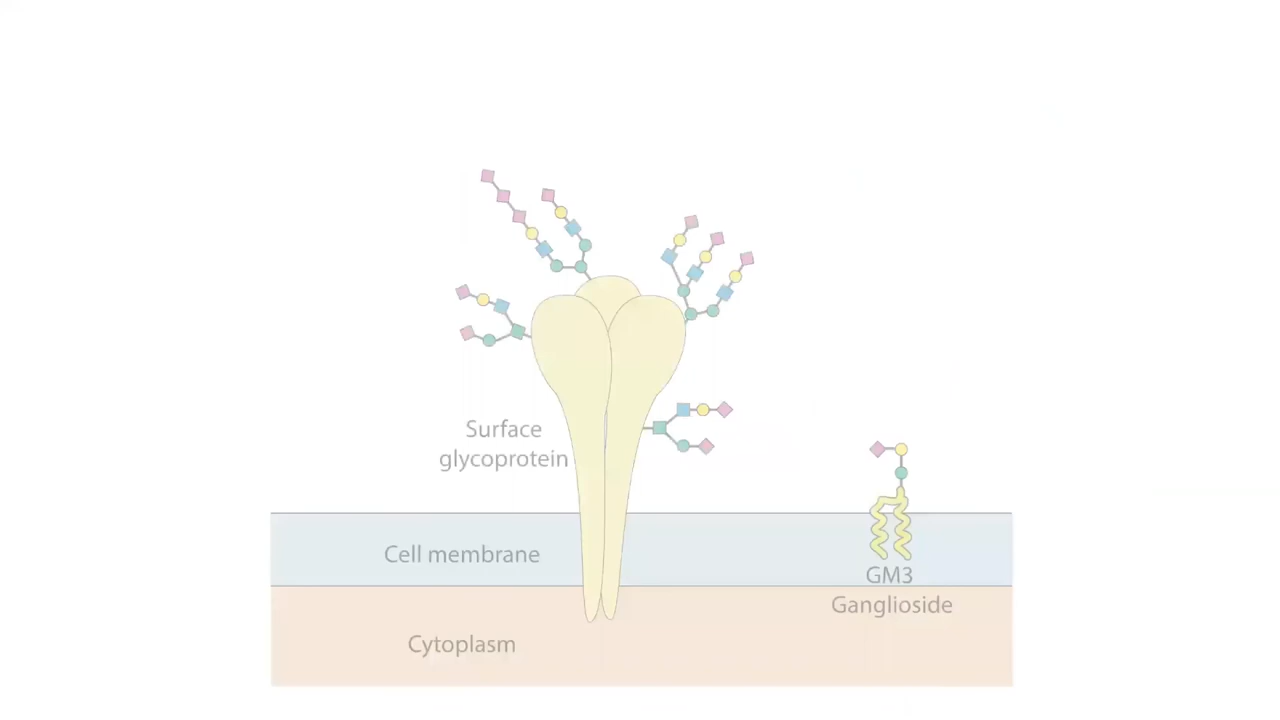 Surface
glycoprotein
Cell membrane
GM3
Ganglioside
Cytoplasm